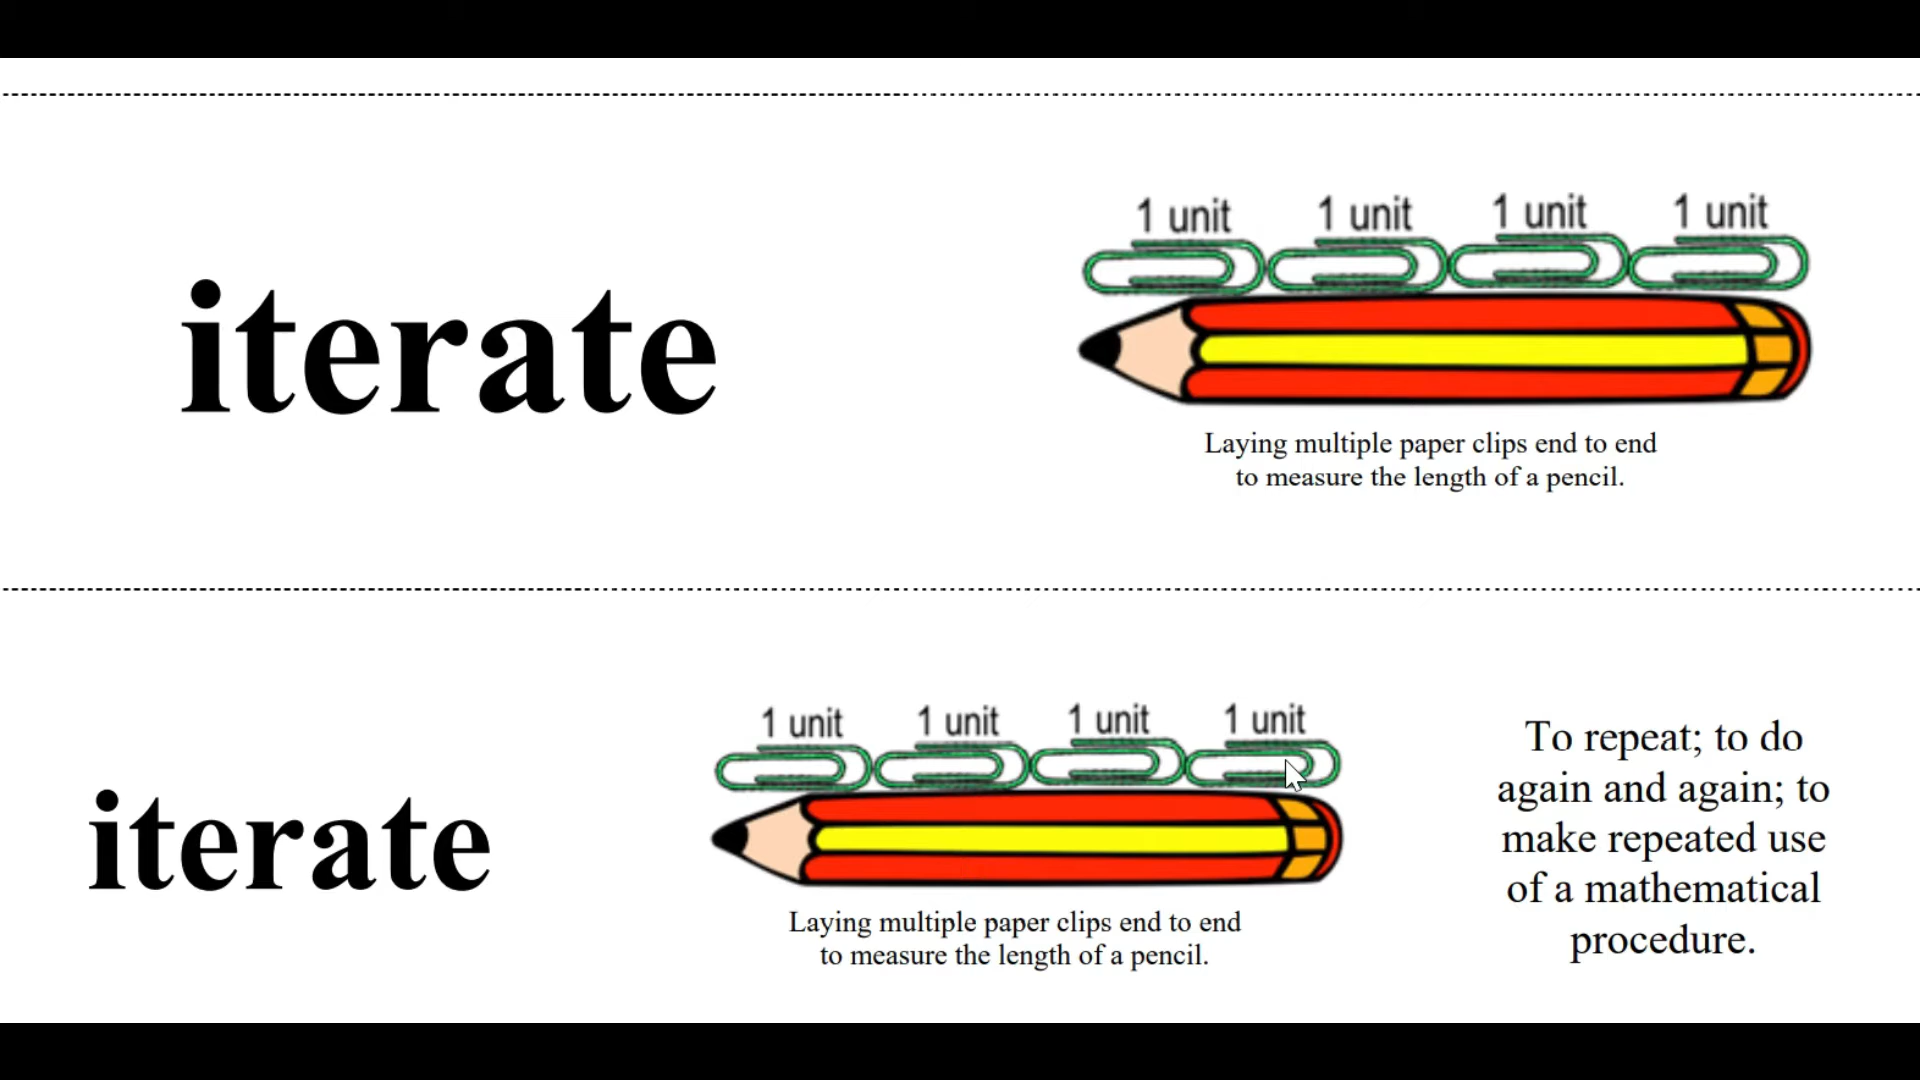 1 unit 1 unit 1 unit 1 unit
iterate
Laying multiple paper clips end to end
to measure the length of a pencil.
1 unit 1 unit 1 unit 1 unit
iterate
Laying multiple paper clips end to end
to measure the length of a pencil.
To repeat; to do
again and again; to
make repeated use
of a mathematical
procedure.